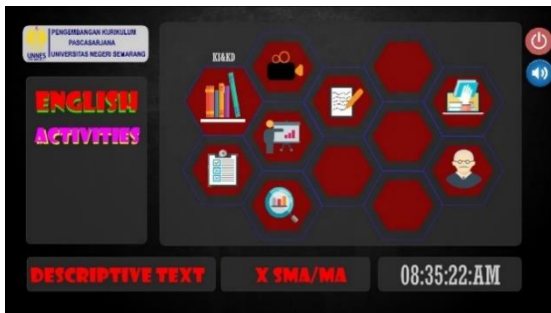 PENGEMBANGAN KURIKULUM
PASCASARJANA
UNNES UNIVERSITAS NEGERI SEMARANG
KI&KD
ENGLISH
ACTIVITIES
DESCRIPTIVE TEXT
X SMA/MA
08:35:22:AM